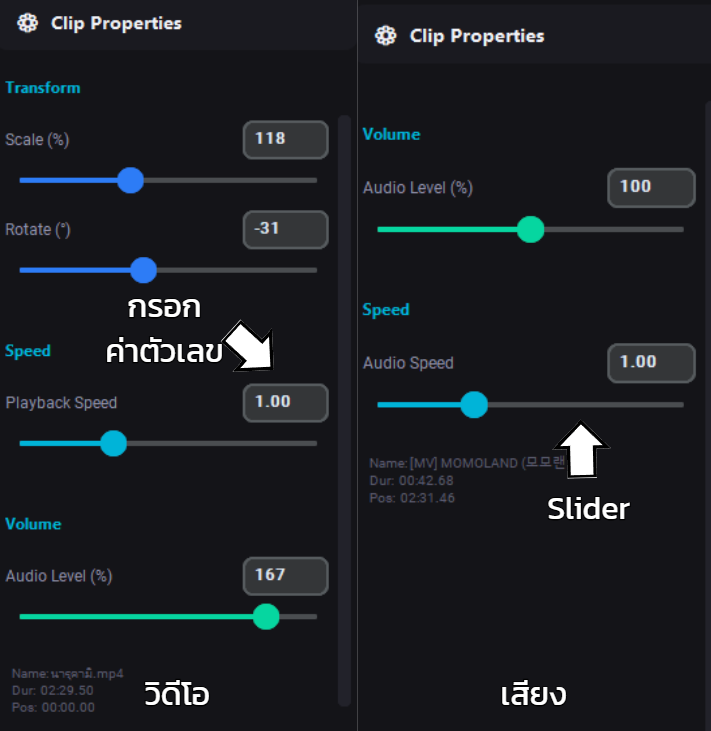 Clip Properties
Transform
Scale (%)
118
Rotate (°)
-31
กรอก
ค่าตัวเลข
Speed
Playback Speed
1.00
Volume
Audio Level (%)
167
Name: นารุดามิ.mp4
Dur: 02:29.50
Pos: 00:00.00
วิดีโอ
Clip Properties
Volume
Audio Level (%)
100
Speed
Audio Speed
1.00
Name: [MV] MOMOLAND (모모랜
Dur: 00:42.68
Pos: 02:31.46
Slider
เสียง